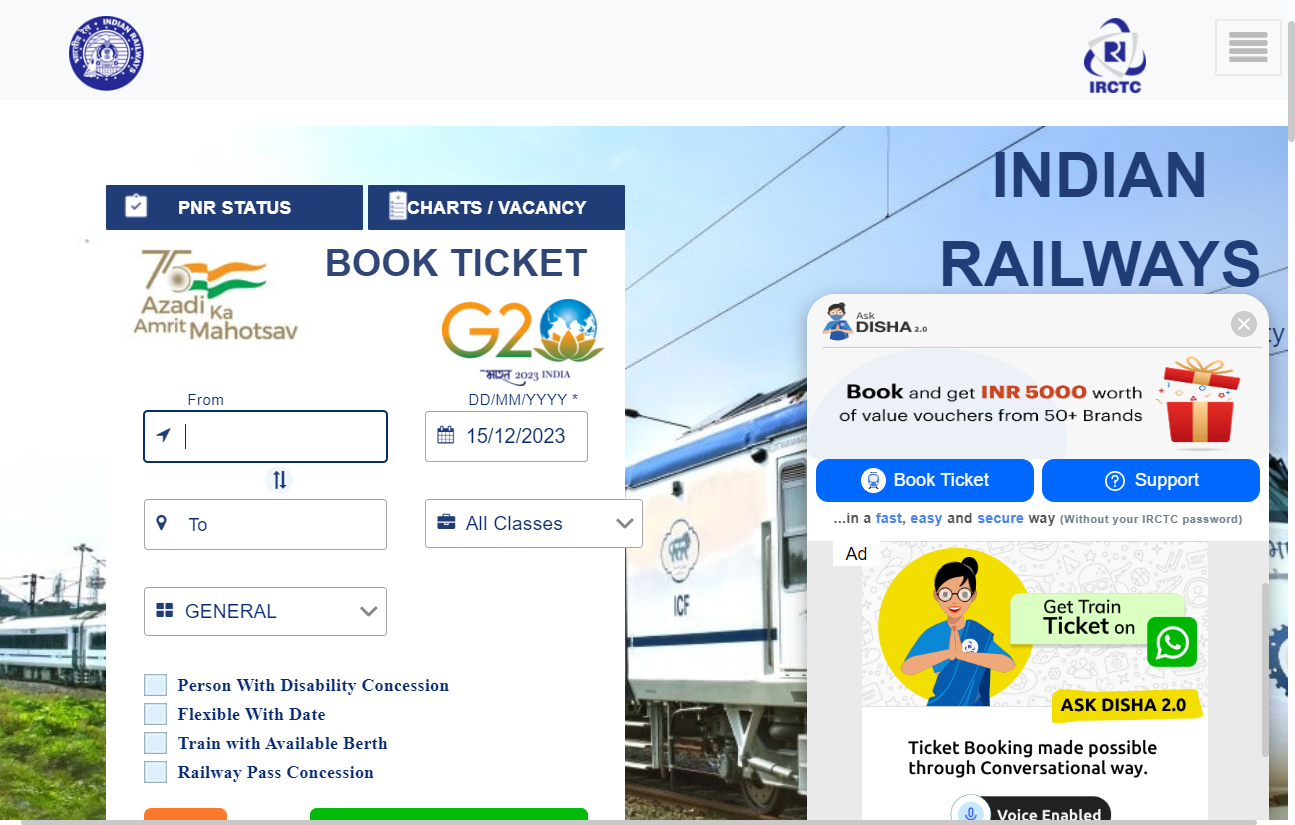 INDIAN RAILWAYS
IRCTC
INDIAN
RAILWAYS
PNR STATUS
CHARTS / VACANCY
BOOK TICKET
75
Azadi Ka
Amrit Mahotsav
G20
भारत 2023 INDIA
From
DD/MM/YYYY *
15/12/2023
To
All Classes
GENERAL
Person With Disability Concession
Flexible With Date
Train with Available Berth
Railway Pass Concession
ICF
ty
Ask
DISHA 2.0
Book and get INR 5000 worth
of value vouchers from 50+ Brands
Book Ticket
Support
...in a fast, easy and secure way (Without your IRCTC password)
Ad
Get Train
Ticket on
ASK DISHA 2.0
Ticket Booking made possible
through Conversational way.
Voice Enabled